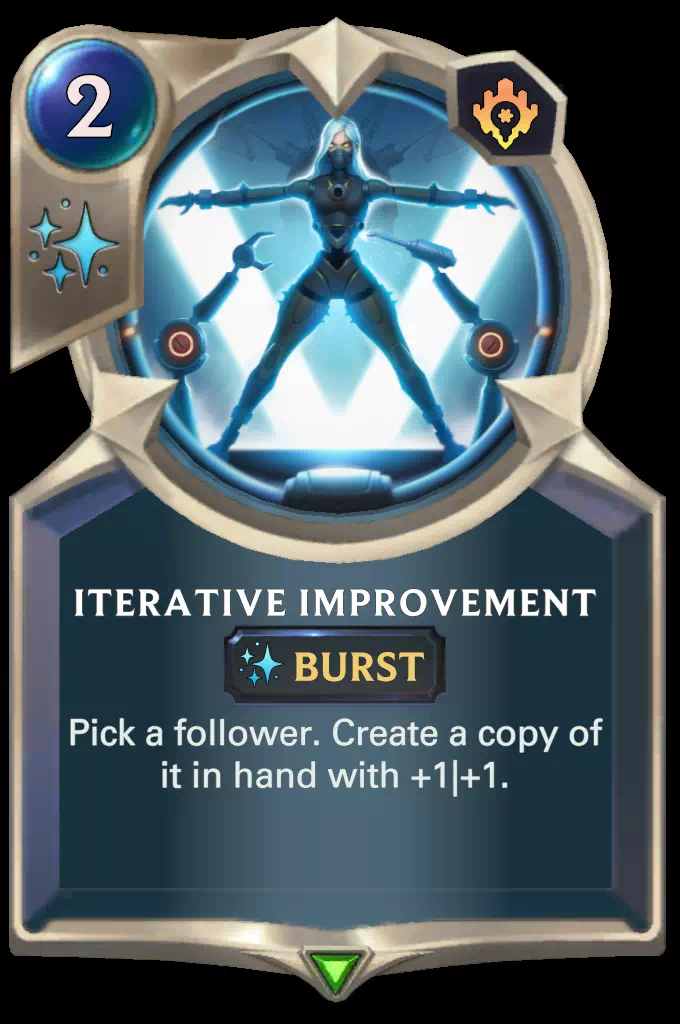 2
ITERATIVE IMPROVEMENT
BURST
Pick a follower. Create a copy of
it in hand with +1|+1.